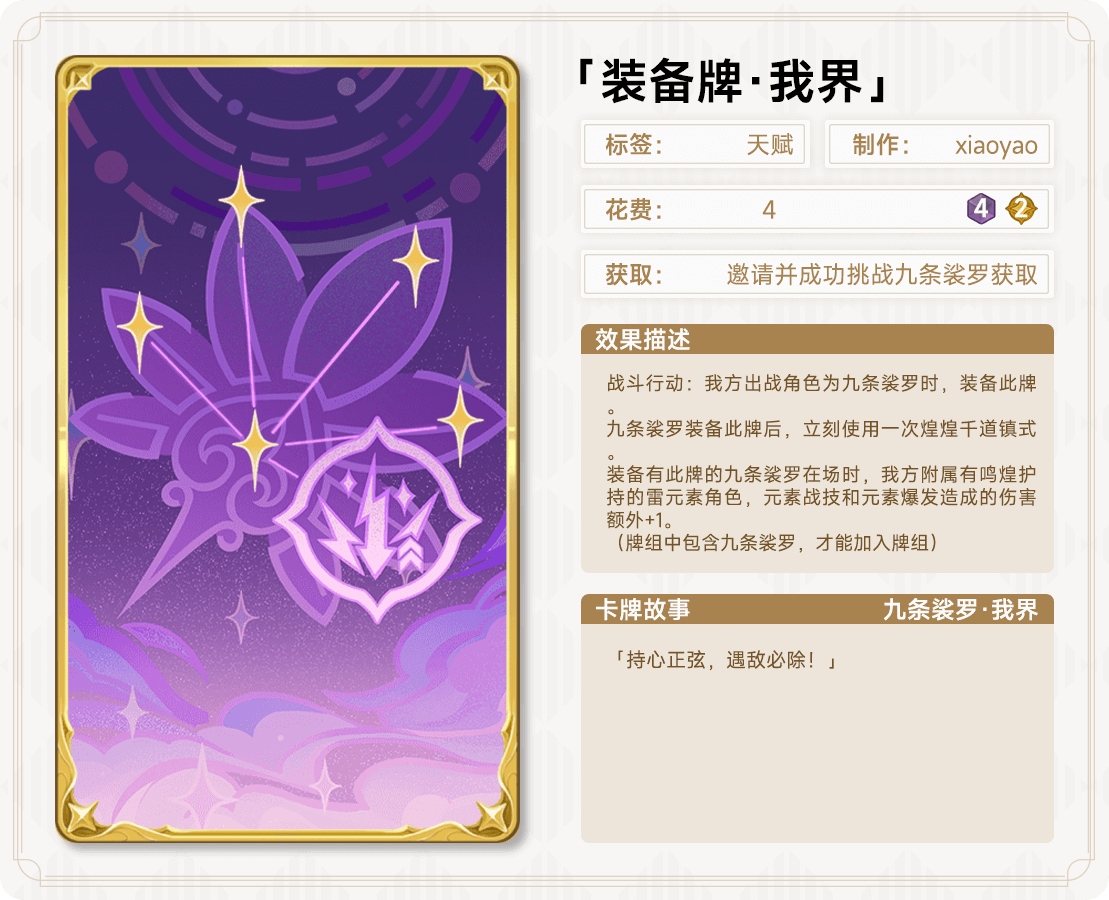 「装备牌·我界」
标签： 天赋 制作： xiaoyao
花费： 4 4 2
获取： 邀请并成功挑战九条裟罗获取
效果描述
战斗行动：我方出战角色为九条裟罗时，装备此牌
。
九条裟罗装备此牌后，立刻使用一次煌煌千道镇式
。
装备有此牌的九条裟罗在场时，我方附属有鸣煌护
持的雷元素角色，元素战技和元素爆发造成的伤害
额外+1。
（牌组中包含九条裟罗，才能加入牌组）
卡牌故事 九条裟罗·我界
「持心正弦，遇敌必除！」